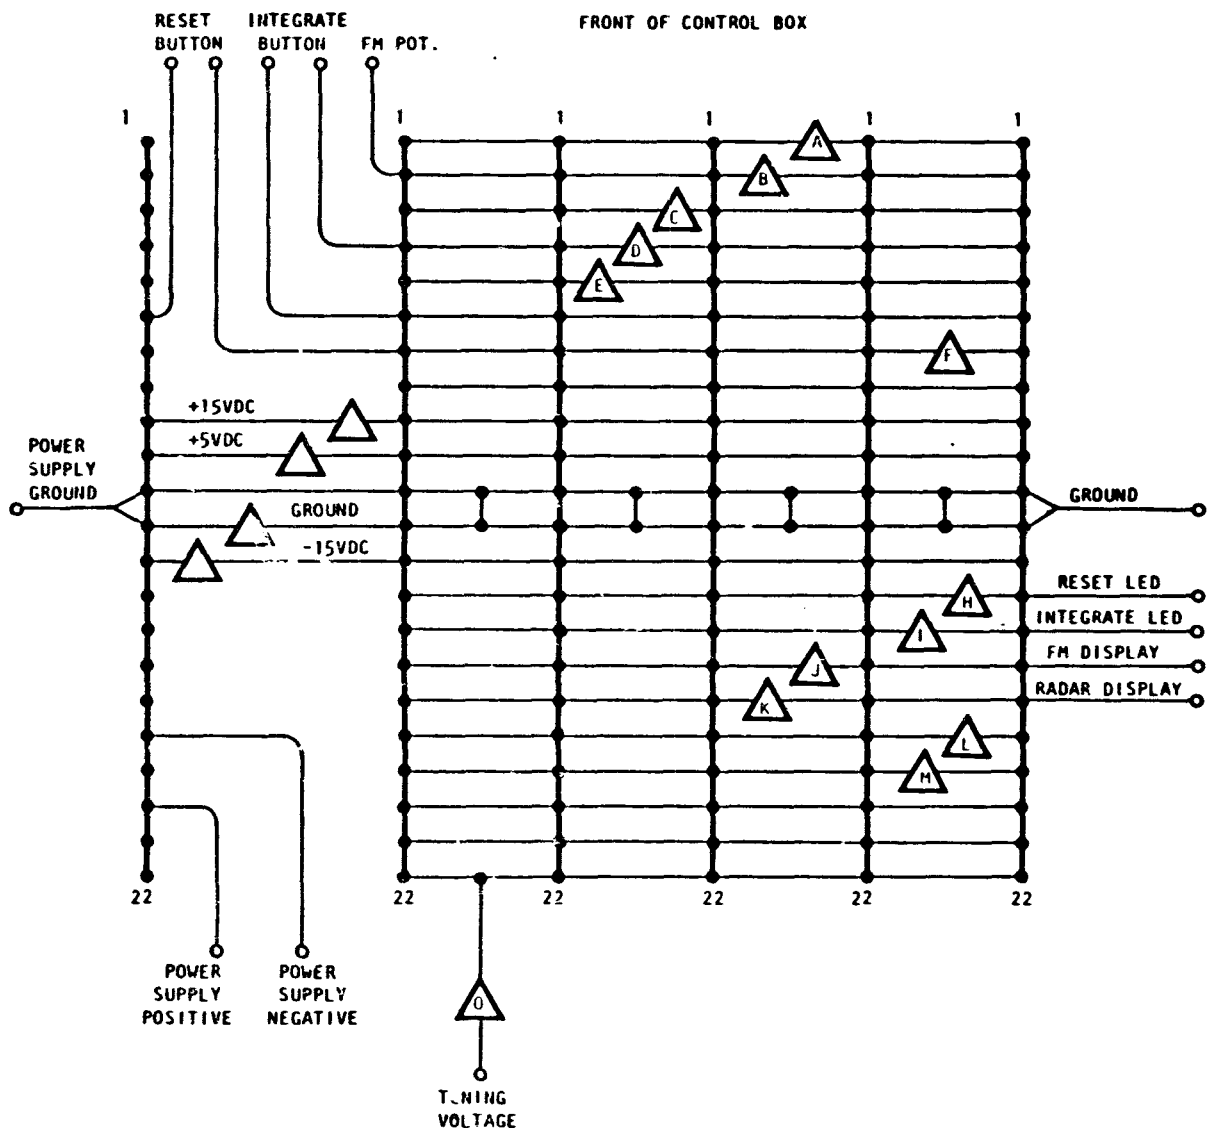 FRONT OF CONTROL BOX
RESET BUTTON
INTEGRATE BUTTON
FM POT.
1
1
1
1
1
1
A
B
C
D
E
F
+15VDC
+5VDC
POWER
SUPPLY
GROUND
GROUND
-15VDC
GROUND
H
RESET LED
I
INTEGRATE LED
J
FM DISPLAY
K
RADAR DISPLAY
L
M
22
22
22
22
22
22
POWER
SUPPLY
POSITIVE
POWER
SUPPLY
NEGATIVE
O
VOLTAGE